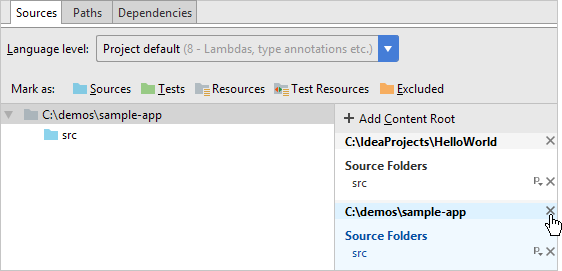 Sources Paths Dependencies
Language level: Project default (8 - Lambdas, type annotations etc.)
Mark as: Sources Tests Resources Test Resources Excluded
C:\demos\sample-app
src
+ Add Content Root
C:\IdeaProjects\HelloWorld
Source Folders
src P
C:\demos\sample-app
Source Folders
src P